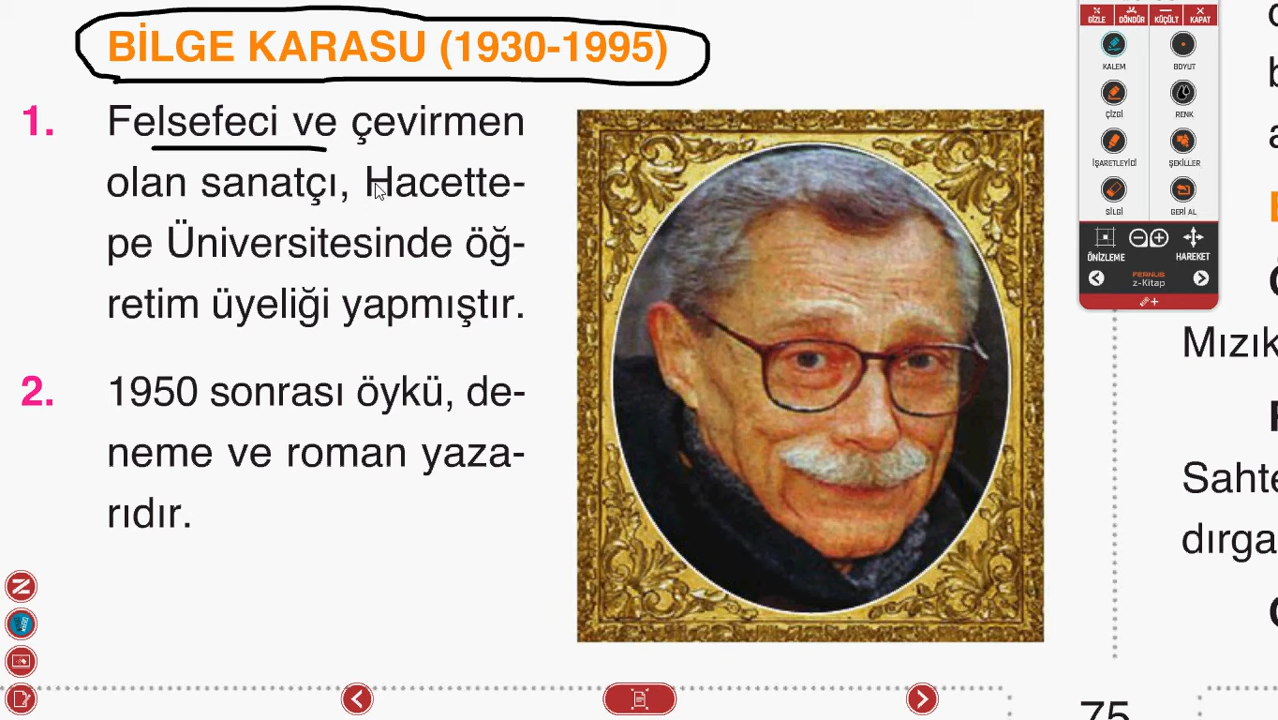 BİLGE KARASU (1930-1995)
1. Felsefeci ve çevirmen
olan sanatçı, Hacette-
pe Üniversitesinde öğ-
retim üyeliği yapmıştır.
2. 1950 sonrası öykü, de-
neme ve roman yaza-
rıdır.
GİZLE DÖNDÜR KÜÇÜLT KAPAT
KALEM BOYUT
ÇİZGİ RENK
İŞARETLEYİCİ ŞEKİLLER
SİLGİ GERİ AL
ÖNİZLEME HAREKET
FERNUS
z-Kitap
Mızık
Sahte
dırga
75